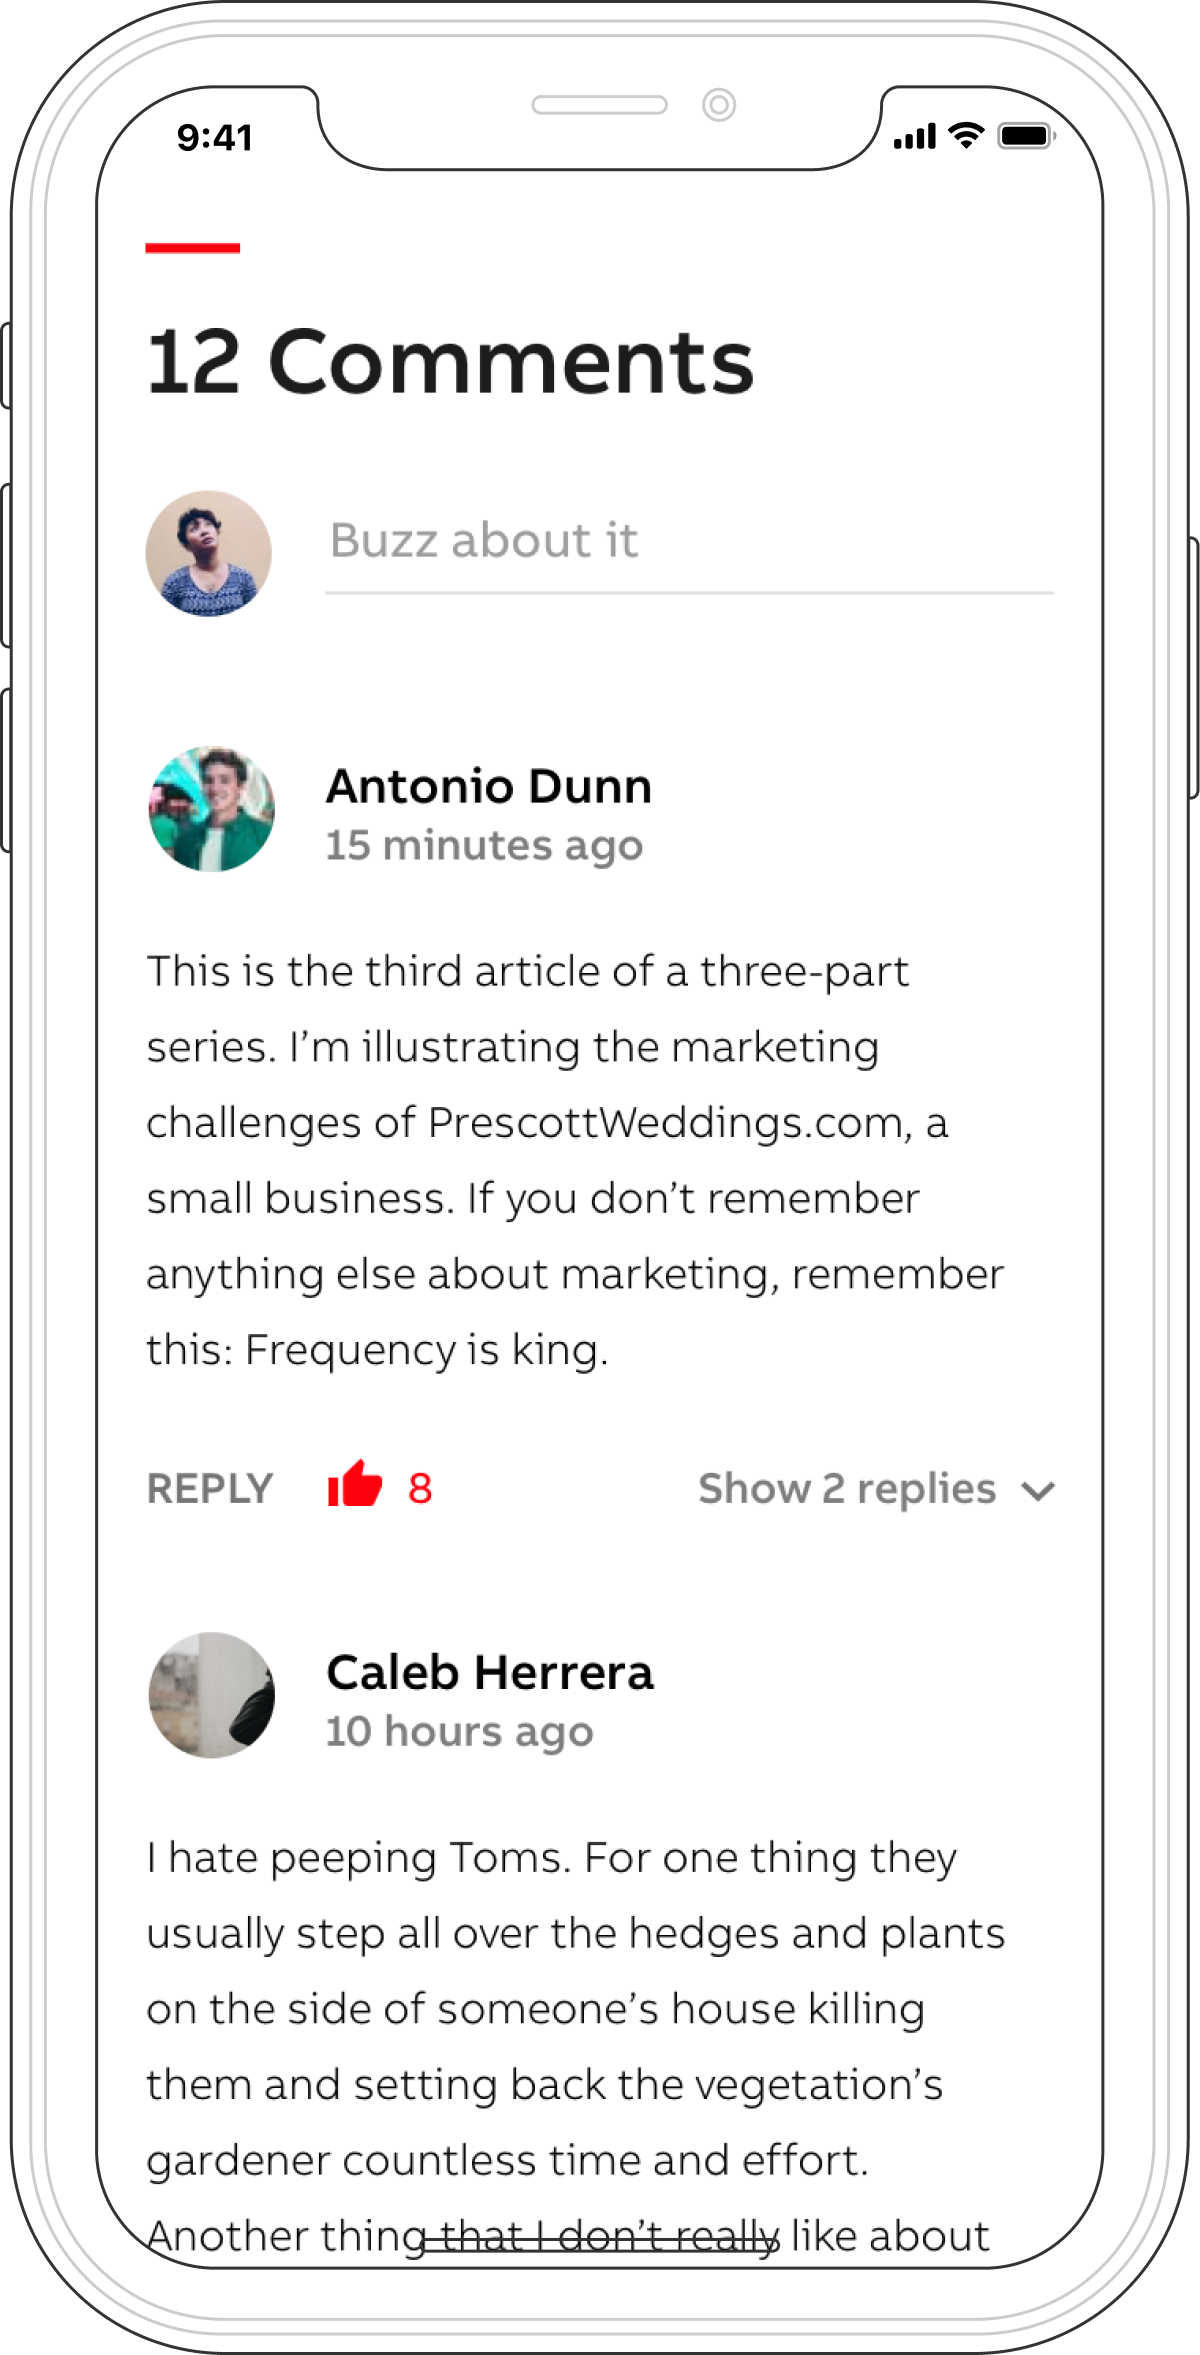 9:41
12 Comments
Buzz about it
Antonio Dunn
15 minutes ago
This is the third article of a three-part
series. I’m illustrating the marketing
challenges of PrescottWeddings.com, a
small business. If you don’t remember
anything else about marketing, remember
this: Frequency is king.
REPLY 8 Show 2 replies
Caleb Herrera
10 hours ago
I hate peeping Toms. For one thing they
usually step all over the hedges and plants
on the side of someone’s house killing
them and setting back the vegetation’s
gardener countless time and effort.
Another thing that I don’t really like about